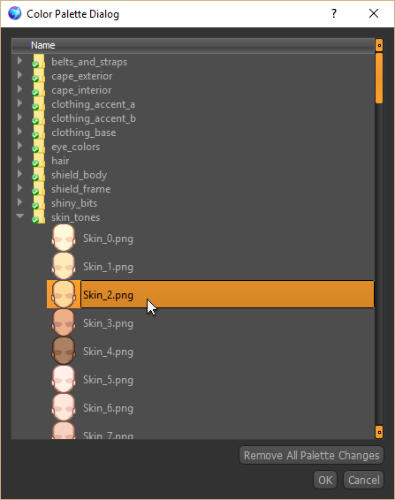 Color Palette Dialog
Name
belts_and_straps
cape_exterior
cape_interior
clothing_accent_a
clothing_accent_b
clothing_base
eye_colors
hair
shield_body
shield_frame
shiny_bits
skin_tones
Skin_0.png
Skin_1.png
Skin_2.png
Skin_3.png
Skin_4.png
Skin_5.png
Skin_6.png
Skin_7.png
Remove All Palette Changes
OK Cancel